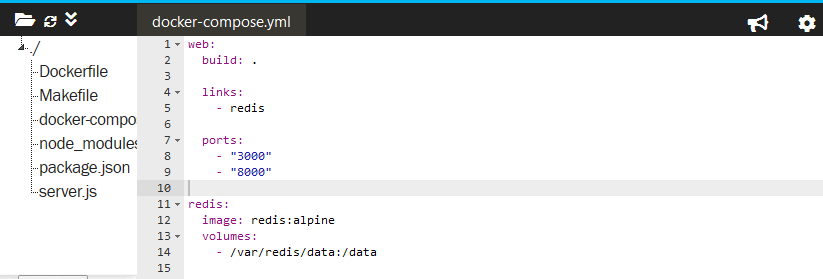 docker-compose.yml
./
Dockerfile
Makefile
docker-compo
node_modules
package.json
server.js
1 web:
2   build: .
3
4   links:
5     - redis
6
7   ports:
8     - "3000"
9     - "8000"
10
11 redis:
12   image: redis:alpine
13   volumes:
14     - /var/redis/data:/data
15